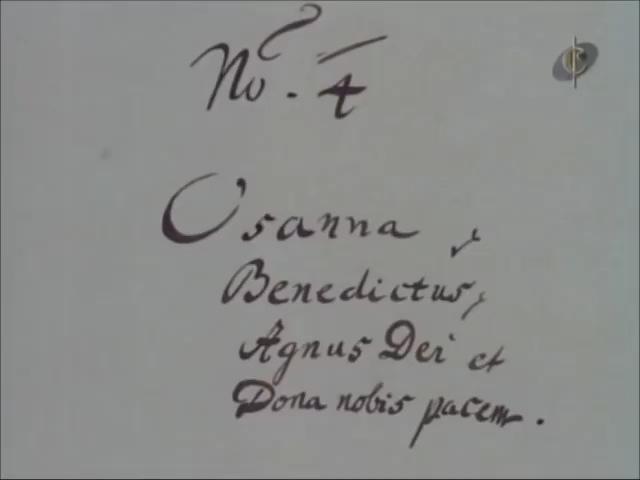 No. 4
Osanna,
Benedictus,
Agnus Dei et
Dona nobis pacem.